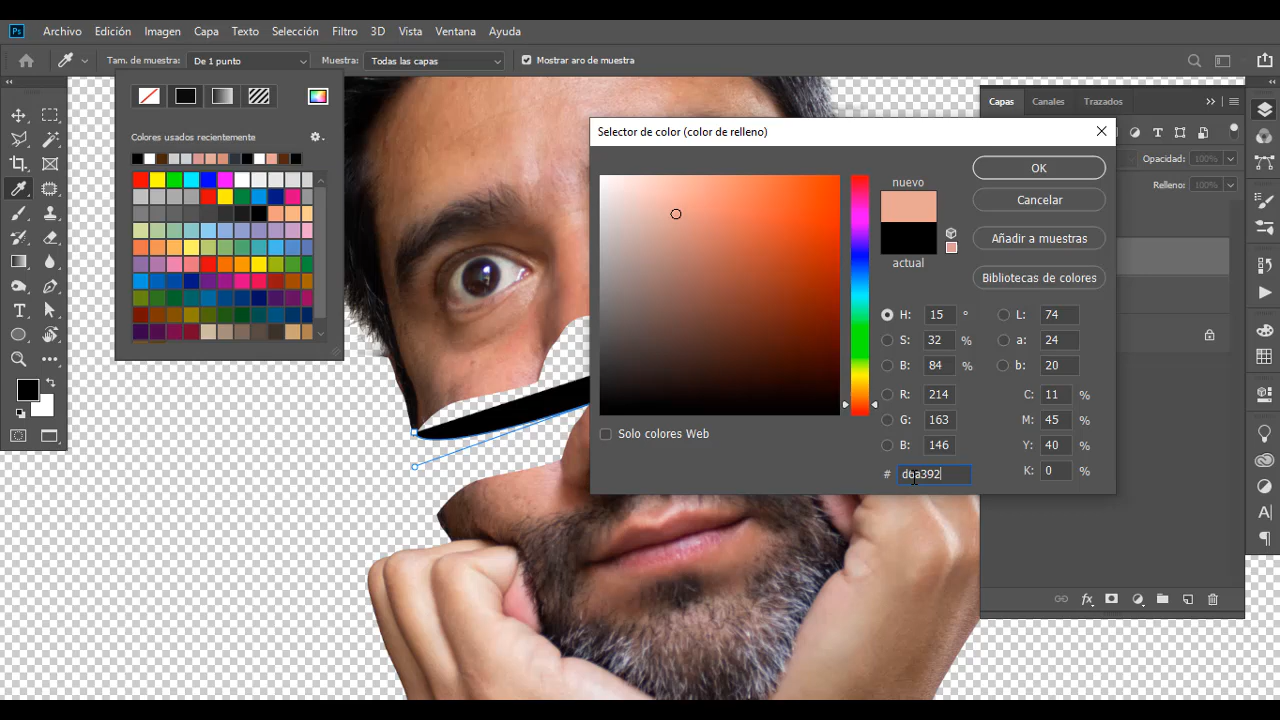 Ps Archivo Edición Imagen Capa Texto Selección Filtro 3D Vista Ventana Ayuda
Tam. de muestra: De 1 punto Muestra: Todas las capas Mostrar aro de muestra
Colores usados recientemente
Selector de color (color de relleno)
nuevo
actual
OK
Cancelar
Añadir a muestras
Bibliotecas de colores
H: 15 ° L: 74
S: 32 % a: 24
B: 84 % b: 20
R: 214 C: 11 %
G: 163 M: 45 %
B: 146 Y: 40 %
# d6a392 K: 0 %
Solo colores Web
Capas Canales Trazados
Opacidad: 100%
Relleno: 100%
fx